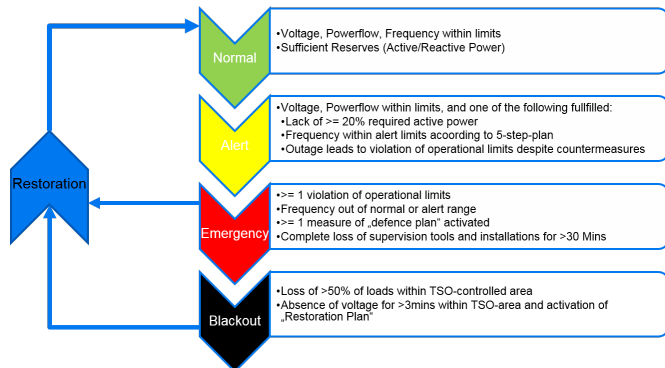 Normal
•Voltage, Powerflow, Frequency within limits
•Sufficient Reserves (Active/Reactive Power)
Alert
•Voltage, Powerflow within limits, and one of the following fullfilled:
•Lack of >= 20% required active power
•Frequency within alert limits according to 5-step-plan
•Outage leads to violation of operational limits despite countermeasures
Restoration
Emergency
•>= 1 violation of operational limits
•Frequency out of normal or alert range
•>= 1 measure of „defence plan“ activated
•Complete loss of supervision tools and installations for >30 Mins
Blackout
•Loss of >50% of loads within TSO-controlled area
•Absence of voltage for >3mins within TSO-area and activation of
„Restoration Plan“